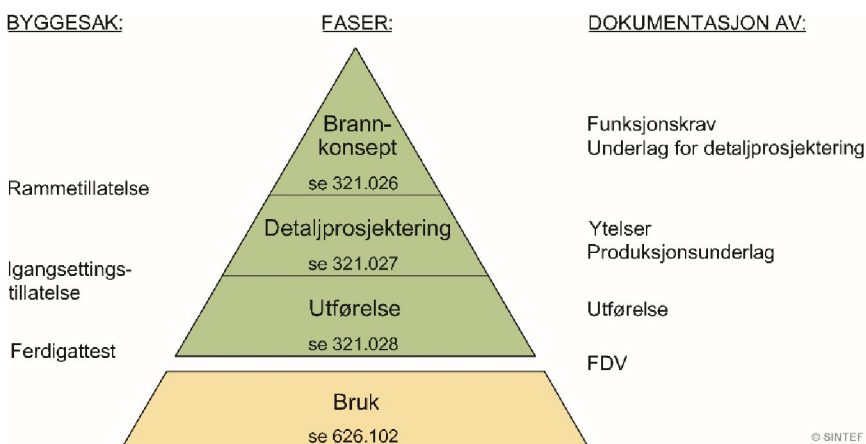 BYGGESAK:
FASER:
DOKUMENTASJON AV:
Brann-
konsept
se 321.026
Funksjonskrav
Underlag for detaljprosjektering
Rammetillatelse
Detaljprosjektering
se 321.027
Ytelser
Produksjonsunderlag
Igangsettings-
tillatelse
Utførelse
se 321.028
Utførelse
Ferdigattest
FDV
Bruk
se 626.102
© SINTEF